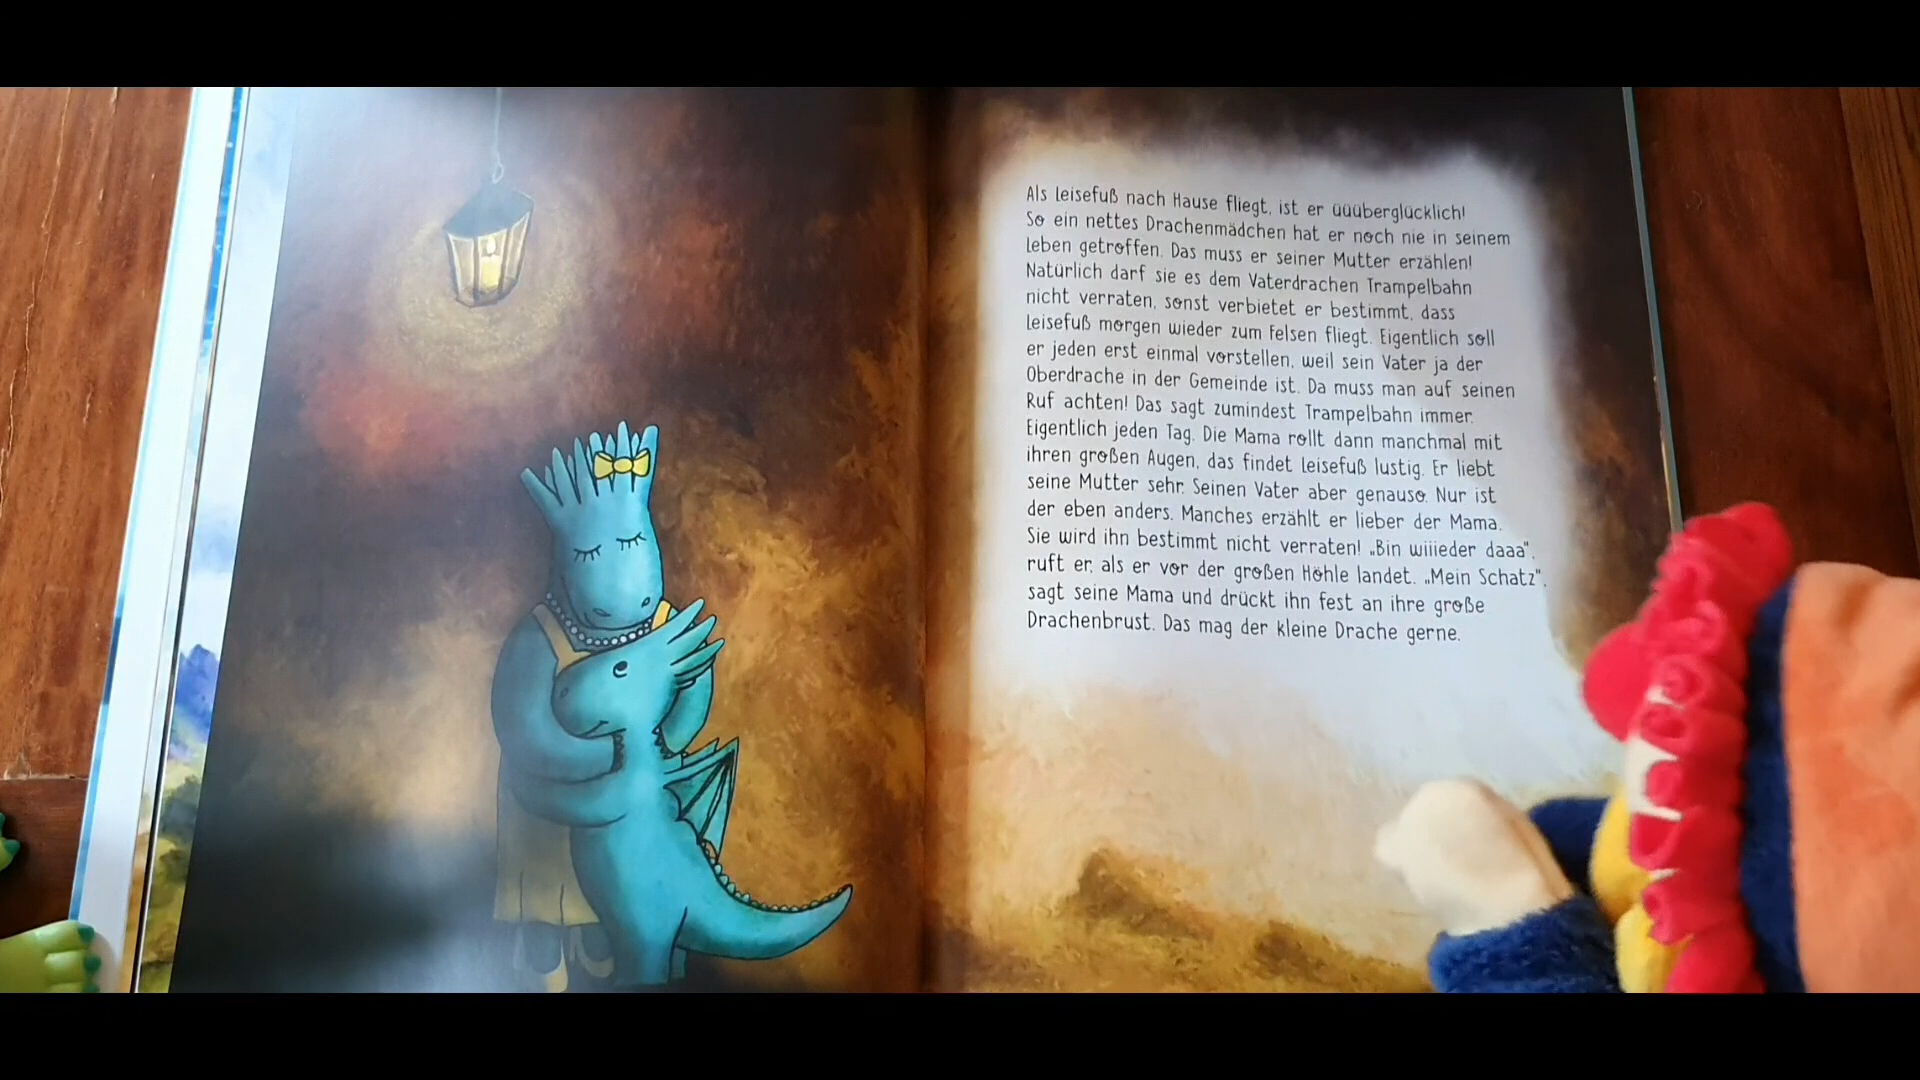 Als Leisefuß nach Hause fliegt, ist er üüüberglücklich!
So ein nettes Drachenmädchen hat er noch nie in seinem
Leben getroffen. Das muss er seiner Mutter erzählen!
Natürlich darf sie es dem Vaterdrachen Trampelbahn
nicht verraten, sonst verbietet er bestimmt, dass
Leisefuß morgen wieder zum Felsen fliegt. Eigentlich soll
er jeden erst einmal vorstellen, weil sein Vater ja der
Oberdrache in der Gemeinde ist. Da muss man auf seinen
Ruf achten! Das sagt zumindest Trampelbahn immer.
Eigentlich jeden Tag. Die Mama rollt dann manchmal mit
ihren großen Augen, das findet Leisefuß lustig. Er liebt
seine Mutter sehr. Seinen Vater aber genauso. Nur ist
der eben anders. Manches erzählt er lieber der Mama.
Sie wird ihn bestimmt nicht verraten! „Bin wiiieder daaa“,
ruft er, als er vor der großen Höhle landet. „Mein Schatz“,
sagt seine Mama und drückt ihn fest an ihre große
Drachenbrust. Das mag der kleine Drache gerne.